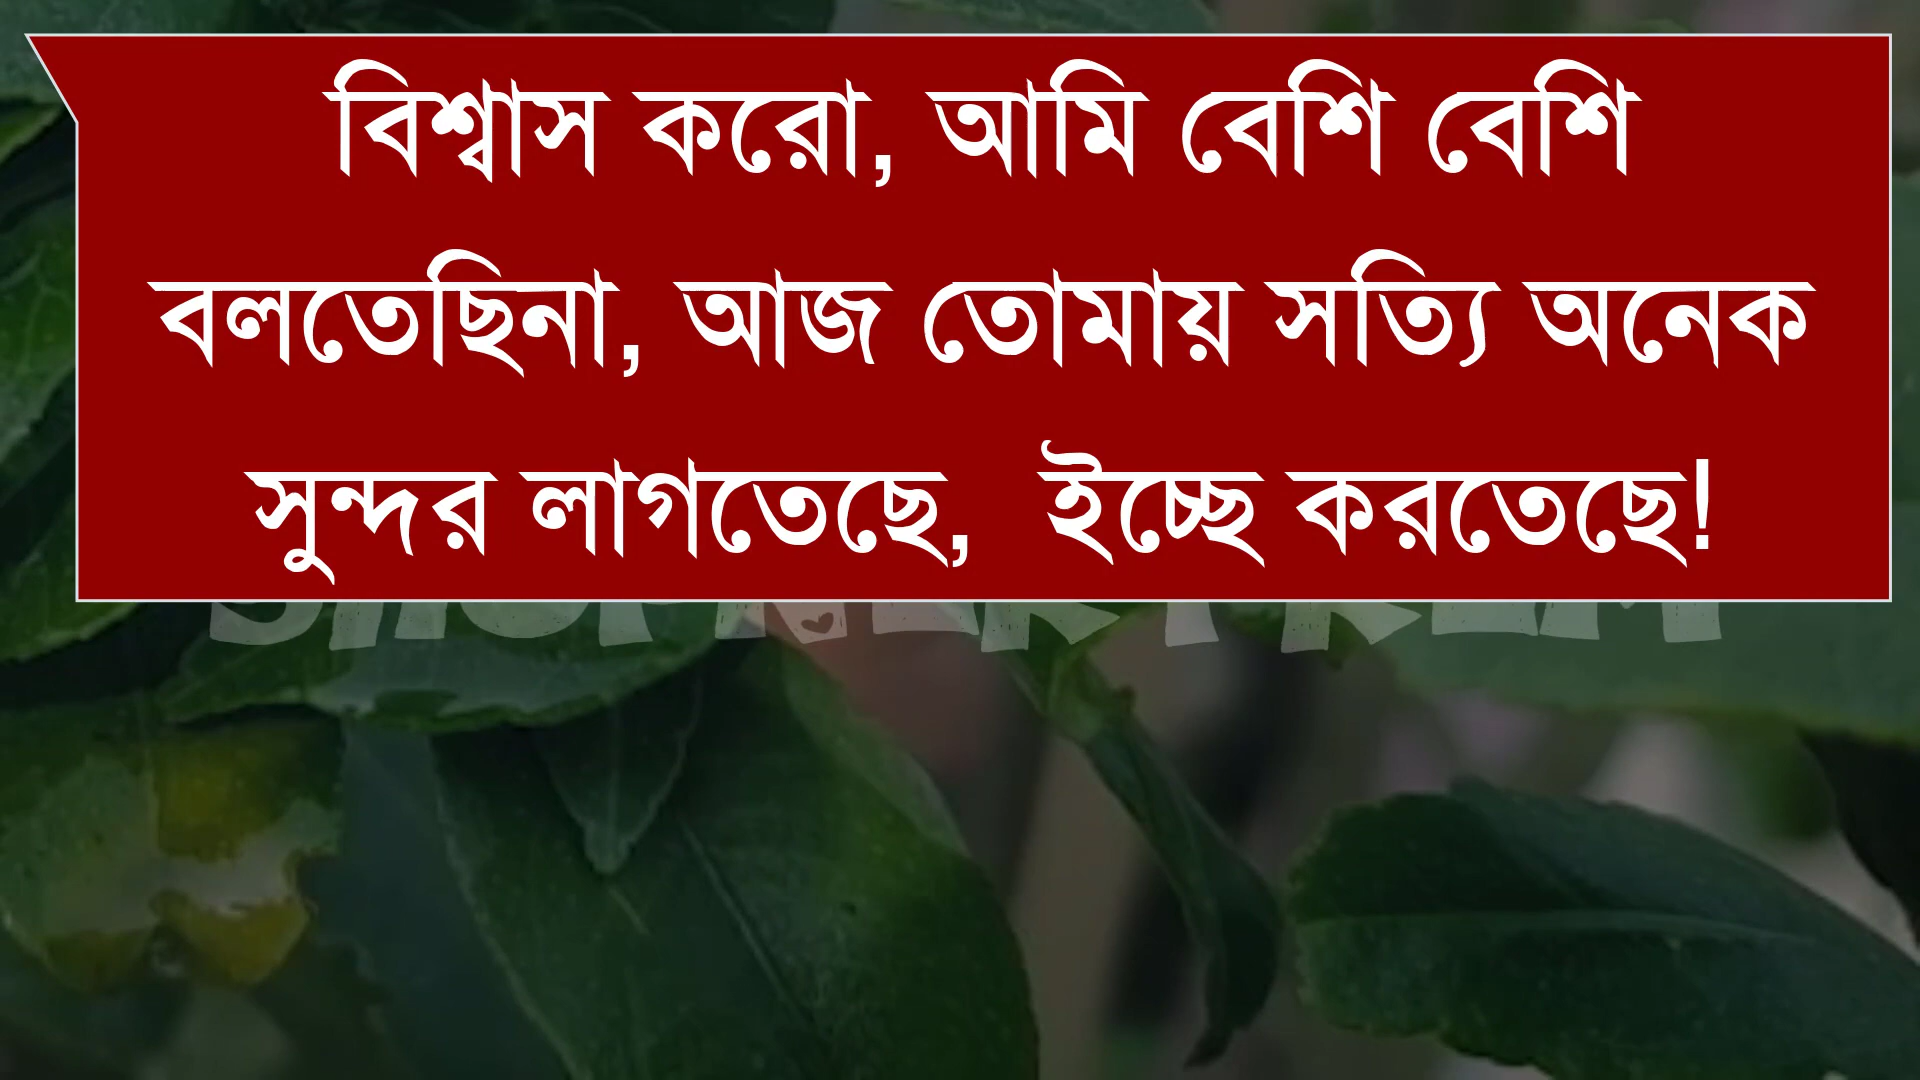 বিশ্বাস করো, আমি বেশি বেশি
বলতেছিনা, আজ তোমায় সত্যি অনেক
সুন্দর লাগতেছে,  ইচ্ছে করতেছে!